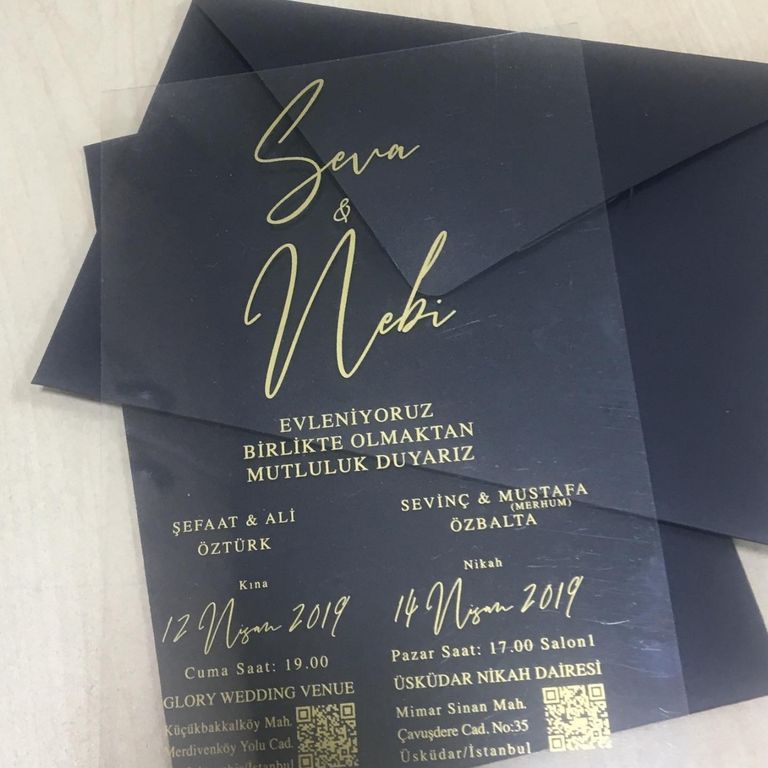 Seva
&
Nebi
EVLENİYORUZ
BİRLİKTE OLMAKTAN
MUTLULUK DUYARIZ
ŞEFAAT & ALİ
ÖZTÜRK
Kına
12 Nisan 2019
Cuma Saat: 19.00
GLORY WEDDING VENUE
Küçükbakkalköy Mah.
Merdivenköy Yolu Cad.
SEVİNÇ & MUSTAFA
(MERHUM)
ÖZBALTA
Nikah
14 Nisan 2019
Pazar Saat: 17.00 Salon1
ÜSKÜDAR NİKAH DAİRESİ
Mimar Sinan Mah.
Çavuşdere Cad. No:35
Üsküdar/İstanbul